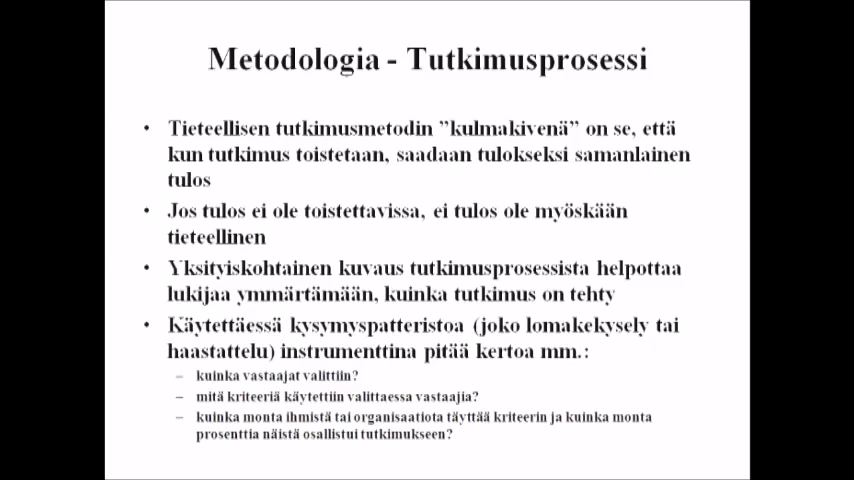 Metodologia - Tutkimusprosessi
• Tieteellisen tutkimusmetodin ”kulmakivenä” on se, että
kun tutkimus toistetaan, saadaan tulokseksi samanlainen
tulos
• Jos tulos ei ole toistettavissa, ei tulos ole myöskään
tieteellinen
• Yksityiskohtainen kuvaus tutkimusprosessista helpottaa
lukijaa ymmärtämään, kuinka tutkimus on tehty
• Käytettäessä kysymyspatteristoa (joko lomakekysely tai
haastattelu) instrumenttina pitää kertoa mm.:
– kuinka vastaajat valittiin?
– mitä kriteeriä käytettiin valittaessa vastaajia?
– kuinka monta ihmistä tai organisaatiota täyttää kriteerin ja kuinka monta
prosenttia näistä osallistui tutkimukseen?